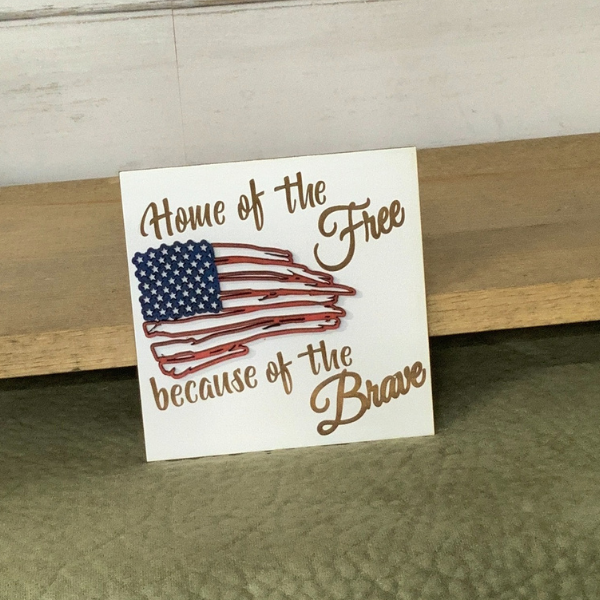 Home of the
Free
because of the
Brave